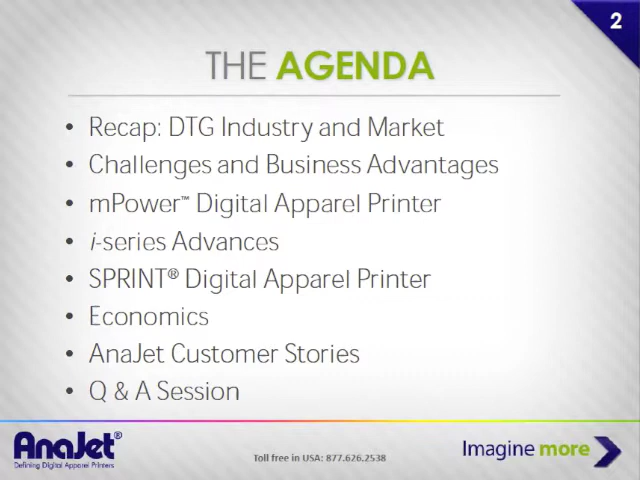 2
THE AGENDA
• Recap: DTG Industry and Market
• Challenges and Business Advantages
• mPower™ Digital Apparel Printer
• i-series Advances
• SPRINT® Digital Apparel Printer
• Economics
• AnaJet Customer Stories
• Q & A Session
AnaJet®
Defining Digital Apparel Printers
Toll free in USA: 877.626.2538
Imagine more